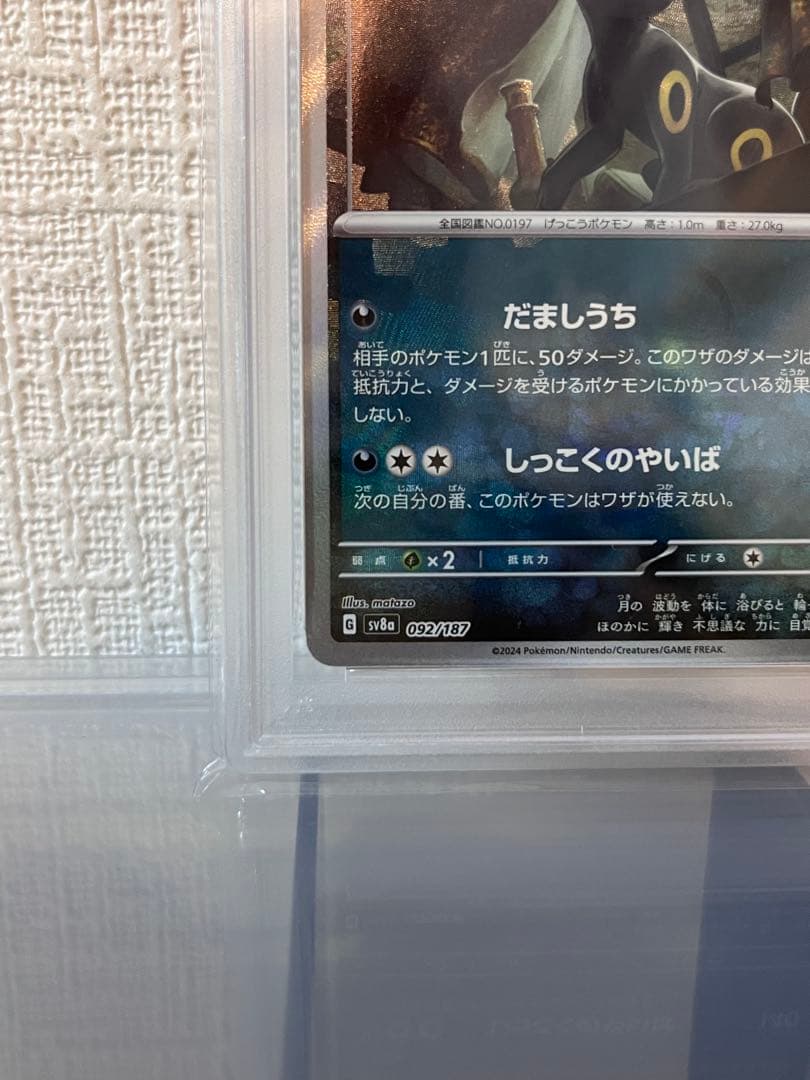 全国図鑑NO.0197 げっこうポケモン 高さ:1.0m 重さ:27.0kg
だましうち
相手のポケモン1匹に、50ダメージ。このワザのダメージは
抵抗力と、ダメージを受けるポケモンにかかっている効果
しない。
しっこくのやいば
次の自分の番、このポケモンはワザが使えない。
弱点 ×2 抵抗力 にげる
Illus. matazo
月の 波動を 体に 浴びると 輪
G sv8a 092/187
ほのかに 輝き 不思議な 力に 目覚
©2024 Pokémon/Nintendo/Creatures/GAME FREAK.